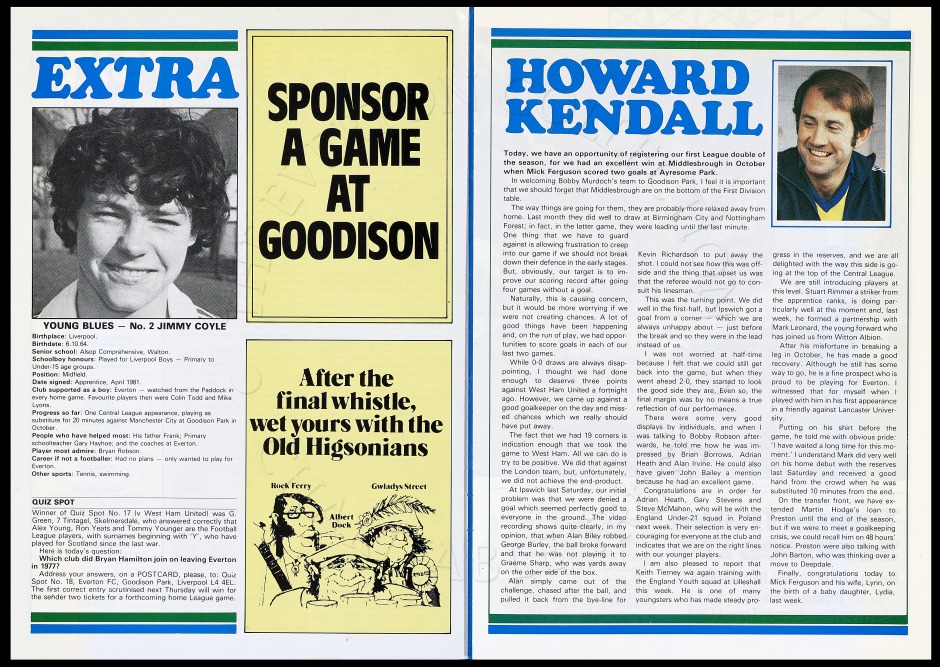 EXTRA
YOUNG BLUES — No. 2 JIMMY COYLE
Birthplace: Liverpool.
Birthdate: 6.10.64.
Senior school: Alsop Comprehensive, Walton.
Schoolboy honours: Played for Liverpool Boys — Primary to
Under-15 age groups.
Position: Midfield.
Date signed: Apprentice, April 1981.
Club supported as a boy: Everton — watched from the Paddock in
every home game. Favourite players then were Colin Todd and Mike
Lyons.
Progress so far: One Central League appearance, playing as
substitute for 20 minutes against Manchester City at Goodison Park in
October.
People who have helped most: His father Frank; Primary
schoolteacher Gary Hayhoe; and the coaches at Everton.
Player most admire: Bryan Robson.
Career if not a footballer: Had no plans — only wanted to play for
Everton.
Other sports: Tennis, swimming.
QUIZ SPOT
Winner of Quiz Spot No. 17 (v West Ham United) was G.
Green, 7 Tintagel, Skelmersdale, who answered correctly that
Alex Young, Ron Yeats and Tommy Younger are the Football
League players, with surnames beginning with 'Y', who have
played for Scotland since the last war.
Here is today's question:
Which club did Bryan Hamilton join on leaving Everton
in 1977?
Address your answers, on a POSTCARD, please, to: Quiz
Spot No. 18, Everton FC, Goodison Park, Liverpool L4 4EL.
The first correct entry scrutinised next Thursday will win for
the sender two tickets for a forthcoming home League game.
SPONSOR
A GAME
AT
GOODISON
After the
final whistle,
wet yours with the
Old Higsonians
Rock Ferry
Gwladys Street
Albert
Dock
HOWARD
KENDALL
Today, we have an opportunity of registering our first League double of
the season, for we had an excellent win at Middlesbrough in October
when Mick Ferguson scored two goals at Ayresome Park.
In welcoming Bobby Murdoch's team to Goodison Park, I feel it is important
that we should forget that Middlesbrough are on the bottom of the First Division
table.
The way things are going for them, they are probably more relaxed away from
home. Last month they did well to draw at Birmingham City and Nottingham
Forest; in fact, in the latter game, they were leading until the last minute.
One thing that we have to guard
against is allowing frustration to creep
into our game if we should not break
down their defence in the early stages.
But, obviously, our target is to im-
prove our scoring record after going
four games without a goal.
Naturally, this is causing concern,
but it would be more worrying if we
were not creating chances. A lot of
good things have been happening
and, on the run of play, we had oppor-
tunities to score goals in each of our
last two games.
While 0-0 draws are always disap-
pointing, I thought we had done
enough to deserve three points
against West Ham United a fortnight
ago. However, we came up against a
good goalkeeper on the day and miss-
ed chances which we really should
have put away.
The fact that we had 19 corners is
indication enough that we took the
game to West Ham. All we can do is
try to be positive. We did that against
the London team, but, unfortunately,
we did not achieve the end-product.
At Ipswich last Saturday, our initial
problem was that we were denied a
goal which seemed perfectly good to
everyone in the ground. The video
recording shows quite clearly, in my
opinion, that when Alan Biley robbed
George Burley, the ball broke forward
and that he was not playing it to
Graeme Sharp, who was yards away
on the other side of the box.
Alan simply came out of the
challenge, chased after the ball, and
pulled it back from the bye-line for
Kevin Richardson to put away the
shot. I could not see how this was off-
side and the thing that upset us was
that the referee would not go to con-
sult his linesman.
This was the turning point. We did
well in the first-half, but Ipswich got a
goal from a corner — which we are
always unhappy about — just before
the break and so they were in the lead
instead of us.
I was not worried at half-time
because I felt that we could still get
back into the game, but when they
went ahead 2-0, they started to look
the good side they are. Even so, the
final margin was by no means a true
reflection of our performance.
There were some very good
displays by individuals, and when I
was talking to Bobby Robson after-
wards, he told me how he was im-
pressed by Brian Borrows, Adrian
Heath and Alan Irvine. He could also
have given John Bailey a mention
because he had an excellent game.
Congratulations are in order for
Adrian Heath, Gary Stevens and
Steve McMahon, who will be with the
England Under-21 squad in Poland
next week. Their selection is very en-
couraging for everyone at the club and
indicates that we are on the right lines
with our younger players.
I am also pleased to report that
Keith Tierney wa again training with
the England Youth squad at Lilleshall
this week. He is one of many
youngsters who has made steady pro-
gress in recent weeks, and we are all
delighted with the way this side is go-
ing at the top of the Central League.
We are still introducing players at
this level. Stuart Rimmer a striker from
the apprentice ranks, is doing par-
ticularly well at the moment and, last
week, he formed a partnership with
Mark Leonard, the young forward who
has joined us from Witton Albion.
After his misfortune in breaking a
leg in October, he has made a good
recovery. Although he still has some
way to go, he is a fine prospect who is
proud to be playing for Everton. I
witnessed that for myself when I
played with him in his first appearance
in a friendly against Lancaster Univer-
sity.
Putting on his shirt before the
game, he told me with obvious pride:
'I have waited a long time for this mo-
ment.' I understand Mark did very well
on his home debut with the reserves
last Saturday and received a good
hand from the crowd when he was
substituted 10 minutes from the end.
On the transfer front, we have ex-
tended Martin Hodge's loan to
Preston until the end of the season,
but if we were to meet a goalkeeping
crisis, we could recall him on 48 hours'
notice. Preston were also talking with
John Barton, who was thinking over a
move to Deepdale.
Finally, congratulations today to
Mick Ferguson and his wife, Lynn, on
the birth of a baby daughter, Lydia,
last week.